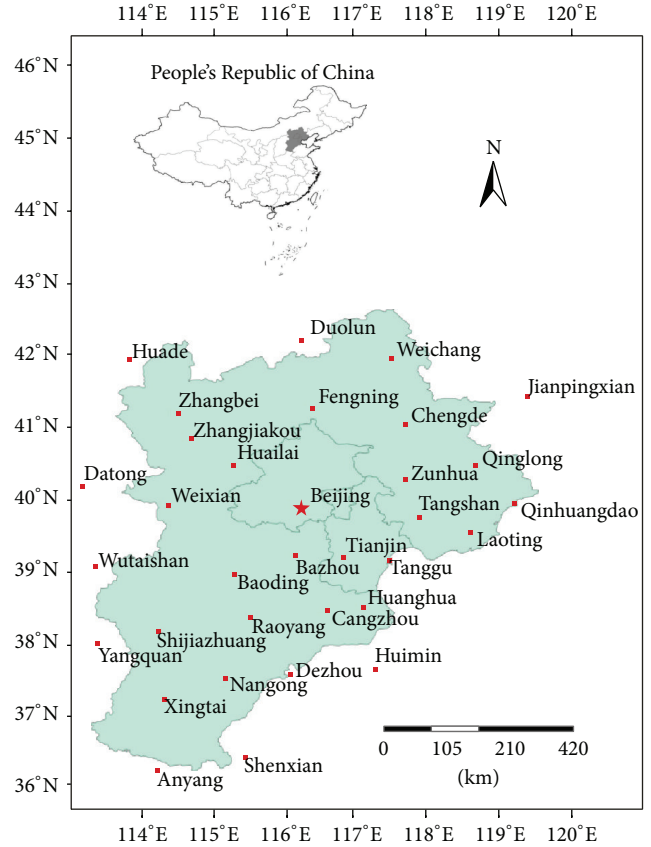 114°E 115°E 116°E 117°E 118°E 119°E 120°E
46°N
People's Republic of China
45°N
N
44°N
43°N
Duolun
42°N
Huade
Weichang
Jianpingxian
Zhangbei
Fengning
41°N
Chengde
Zhangjiakou
Huailai
Qinglong
Datong
Zunhua
40°N
Weixian
Beijing
Tangshan
Qinhuangdao
Tianjin
Laoting
Wutaishan
39°N
Bazhou
Tanggu
Baoding
Huanghua
Raoyang
Cangzhou
38°N
Shijiazhuang
Yangquan
Huimin
Dezhou
Nangong
37°N
Xingtai
0 105 210 420
(km)
Shenxian
36°N
Anyang
114°E 115°E 116°E 117°E 118°E 119°E 120°E